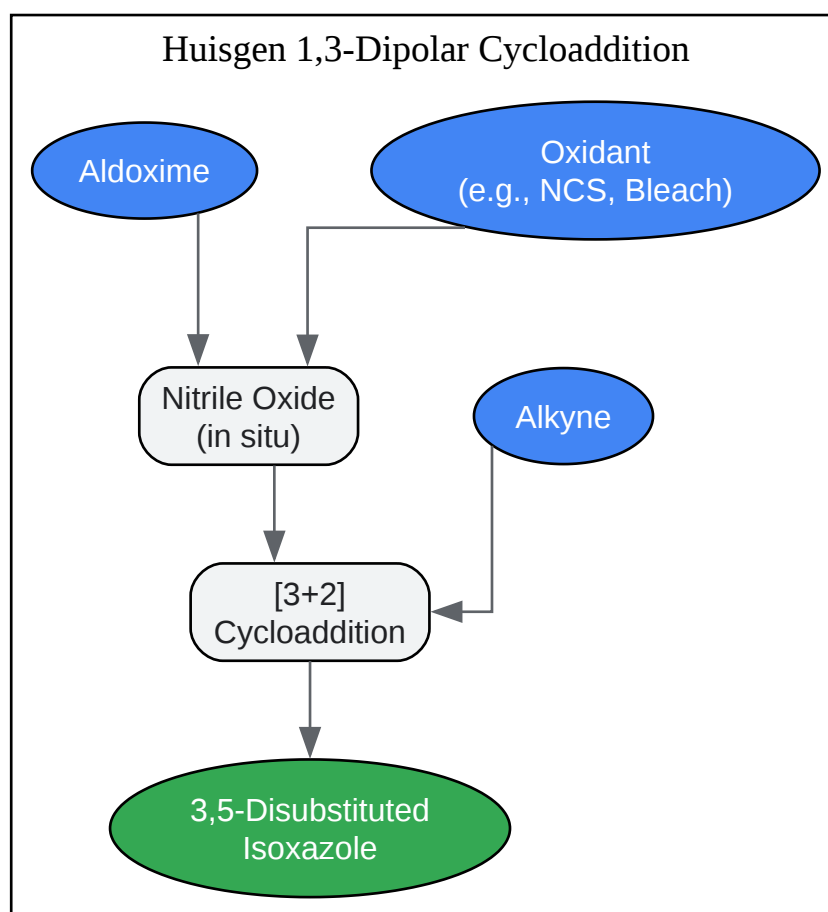 Huisgen 1,3-Dipolar Cycloaddition
Aldoxime
Oxidant
(e.g., NCS, Bleach)
Nitrile Oxide
(in situ)
Alkyne
[3+2]
Cycloaddition
3,5-Disubstituted
Isoxazole